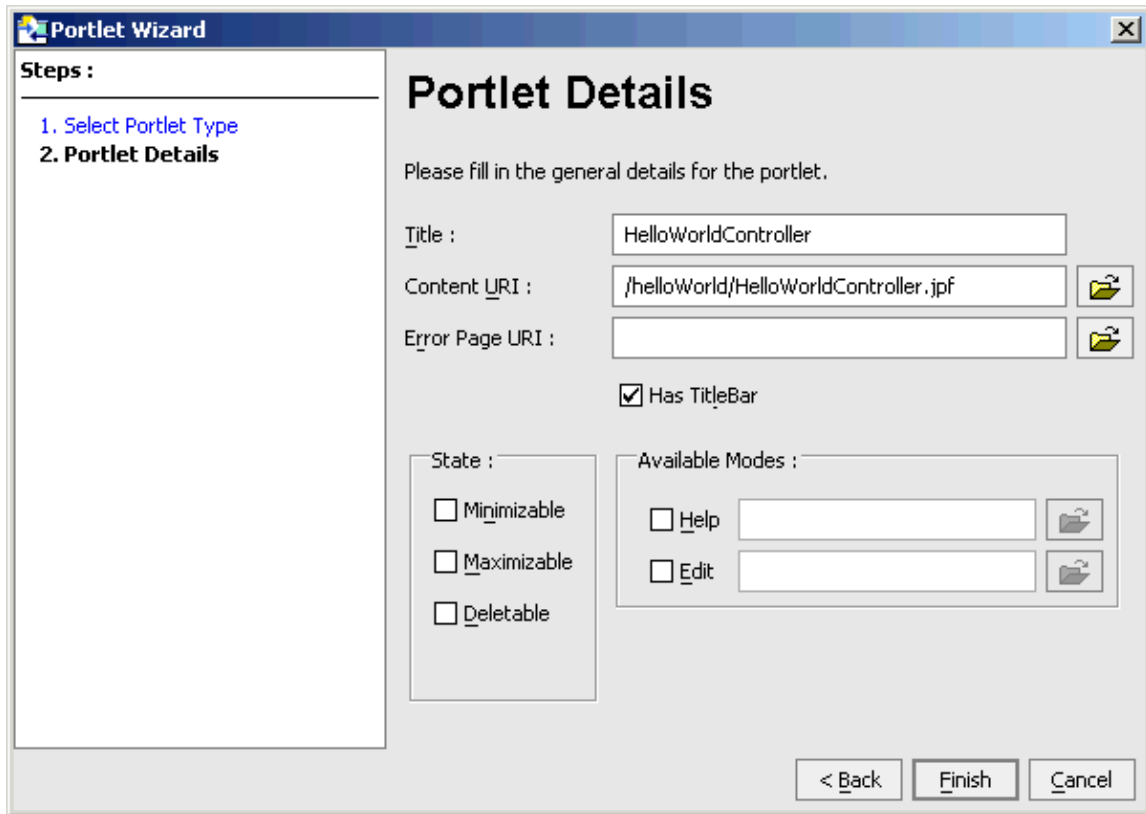 Portlet Wizard
Steps :
1. Select Portlet Type
2. Portlet Details
Portlet Details
Please fill in the general details for the portlet.
Title : HelloWorldController
Content URI : /helloWorld/HelloWorldController.jpf
Error Page URI :
Has TitleBar
State :
Minimizable
Maximizable
Deletable
Available Modes :
Help
Edit
< Back Finish Cancel